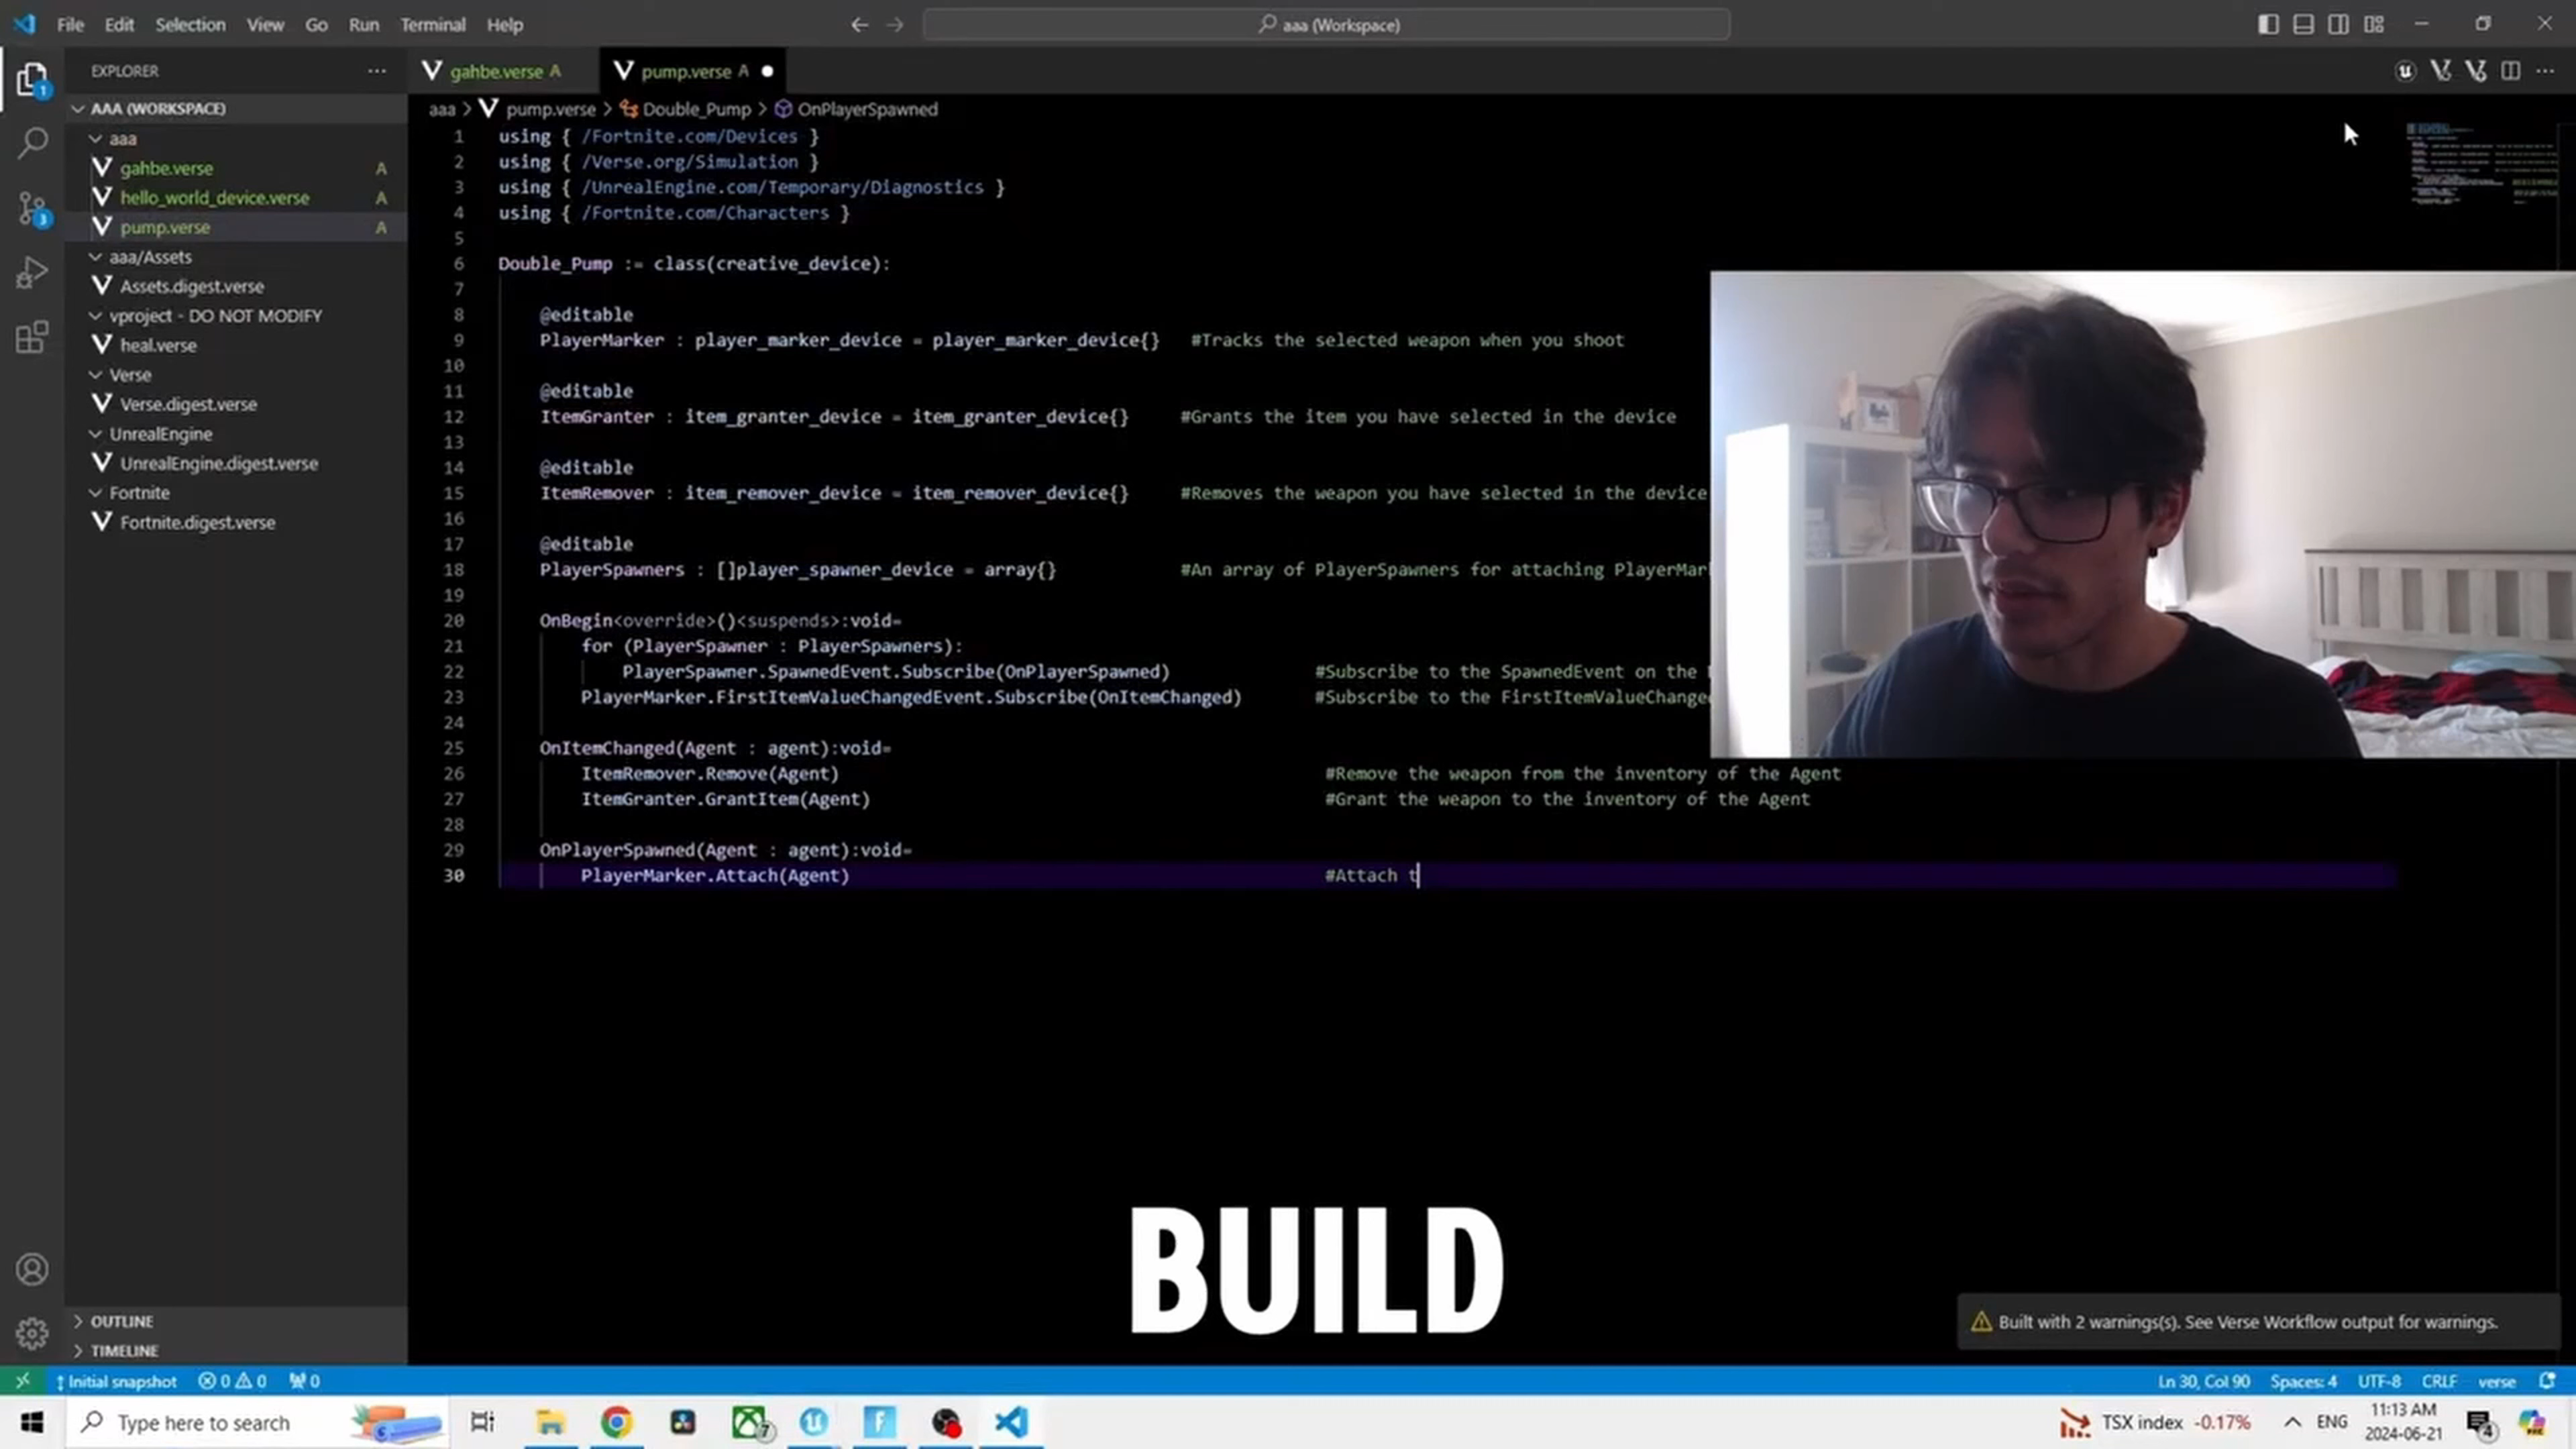 File Edit Selection View Go Run Terminal Help
aaa (Workspace)
EXPLORER
gahbe.verse A
pump.verse A
AAA (WORKSPACE)
aaa
gahbe.verse A
hello_world_device.verse A
pump.verse A
aaa/Assets
Assets.digest.verse
vproject - DO NOT MODIFY
heal.verse
Verse
Verse.digest.verse
UnrealEngine
UnrealEngine.digest.verse
Fortnite
Fortnite.digest.verse
OUTLINE
TIMELINE
aaa > pump.verse > Double_Pump > OnPlayerSpawned
1 using { /Fortnite.com/Devices }
2 using { /Verse.org/Simulation }
3 using { /UnrealEngine.com/Temporary/Diagnostics }
4 using { /Fortnite.com/Characters }
5
6 Double_Pump := class(creative_device):
7
8 @editable
9 PlayerMarker : player_marker_device = player_marker_device{} #Tracks the selected weapon when you shoot
10
11 @editable
12 ItemGranter : item_granter_device = item_granter_device{} #Grants the item you have selected in the device
13
14 @editable
15 ItemRemover : item_remover_device = item_remover_device{} #Removes the weapon you have selected in the device
16
17 @editable
18 PlayerSpawners : []player_spawner_device = array{} #An array of PlayerSpawners for attaching PlayerMar
19
20 OnBegin<override>()<suspends>:void=
21 for (PlayerSpawner : PlayerSpawners):
22 PlayerSpawner.SpawnedEvent.Subscribe(OnPlayerSpawned) #Subscribe to the SpawnedEvent on the
23 PlayerMarker.FirstItemValueChangedEvent.Subscribe(OnItemChanged) #Subscribe to the FirstItemValueChange
24
25 OnItemChanged(Agent : agent):void=
26 ItemRemover.Remove(Agent) #Remove the weapon from the inventory of the Agent
27 ItemGranter.GrantItem(Agent) #Grant the weapon to the inventory of the Agent
28
29 OnPlayerSpawned(Agent : agent):void=
30 PlayerMarker.Attach(Agent) #Attach t
BUILD
Built with 2 warnings(s). See Verse Workflow output for warnings.
Initial snapshot 0 0 0
Ln 30, Col 90 Spaces: 4 UTF-8 CRLF verse
Type here to search
TSX index -0.17% ENG
11:13 AM
2024-06-21